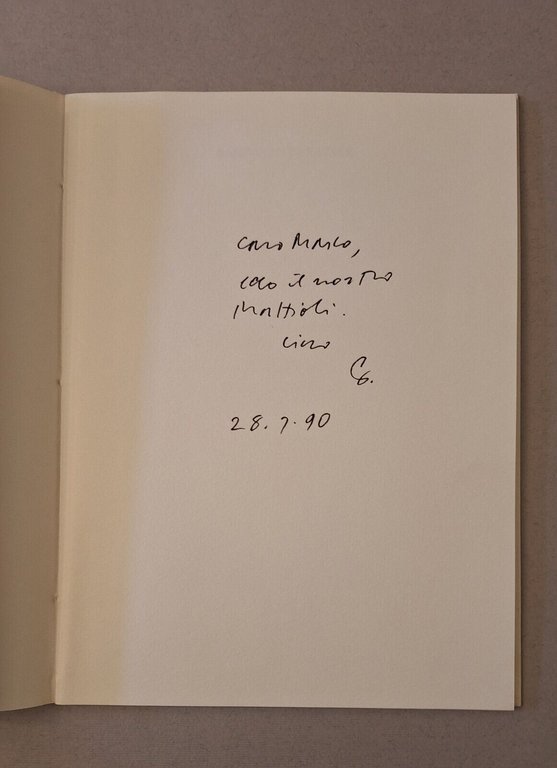 Caro Marco,
ecco il nostro
Mattioli.
Ciao
G.
28.7.90